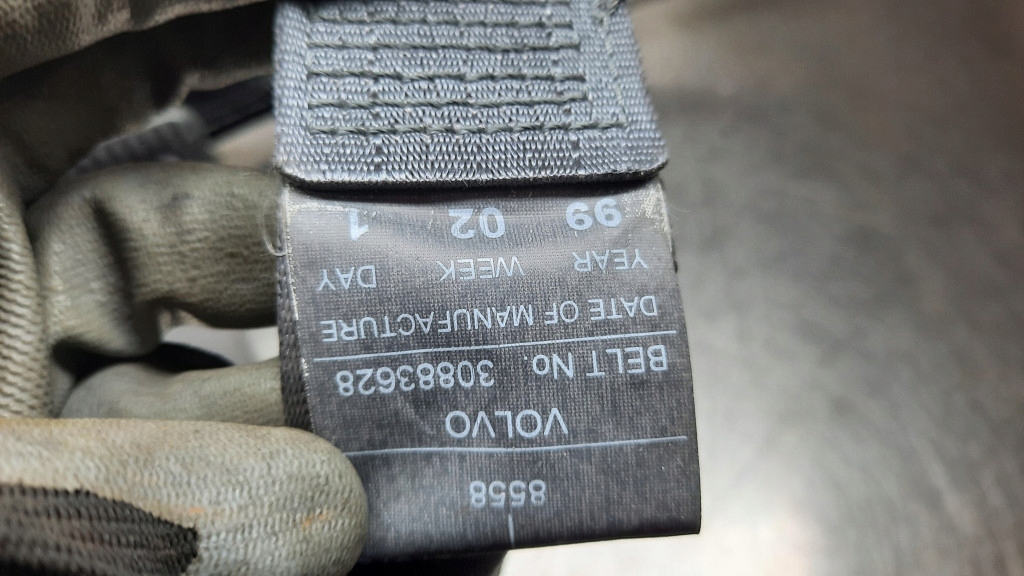 8558
VOLVO
BELT No. 30883628
DATE OF MANUFACTURE
YEAR WEEK DAY
99 02 1